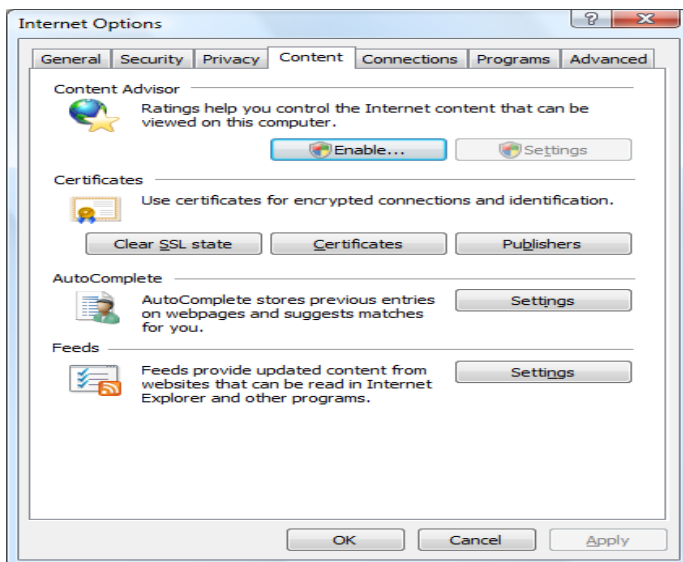 Internet Options
General Security Privacy Content Connections Programs Advanced
Content Advisor
Ratings help you control the Internet content that can be
viewed on this computer.
Enable... Settings
Certificates
Use certificates for encrypted connections and identification.
Clear SSL state Certificates Publishers
AutoComplete
AutoComplete stores previous entries
on webpages and suggests matches
for you.
Settings
Feeds
Feeds provide updated content from
websites that can be read in Internet
Explorer and other programs.
Settings
OK Cancel Apply